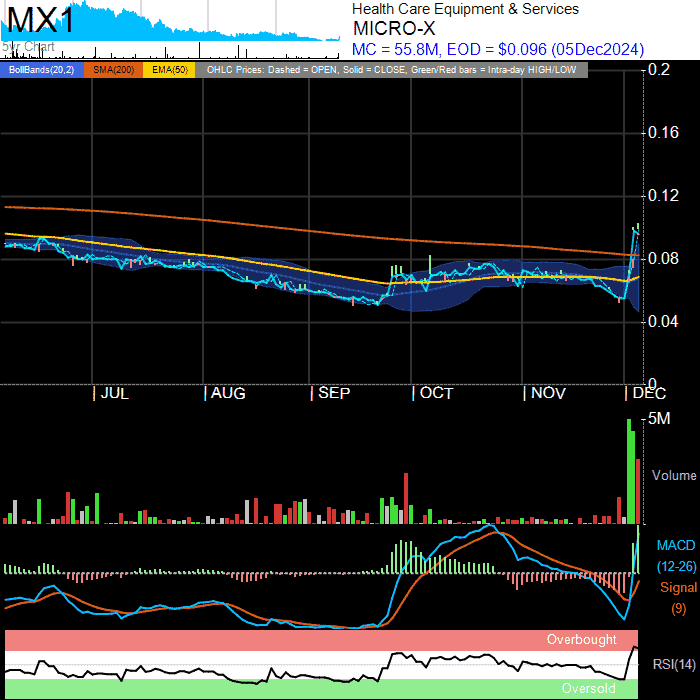 MX1
5yr Chart
Health Care Equipment & Services
MICRO-X
MC = 55.8M, EOD = $0.096 (05Dec2024)
BollBands(20,2) SMA(200) EMA(50) OHLC Prices: Dashed = OPEN, Solid = CLOSE, Green/Red bars = Intra-day HIGH/LOW
0.2
0.16
0.12
0.08
0.04
0
| JUL | AUG | SEP | OCT | NOV | DEC
5M
Volume
MACD
(12-26)
Signal
(9)
Overbought
RSI(14)
Oversold